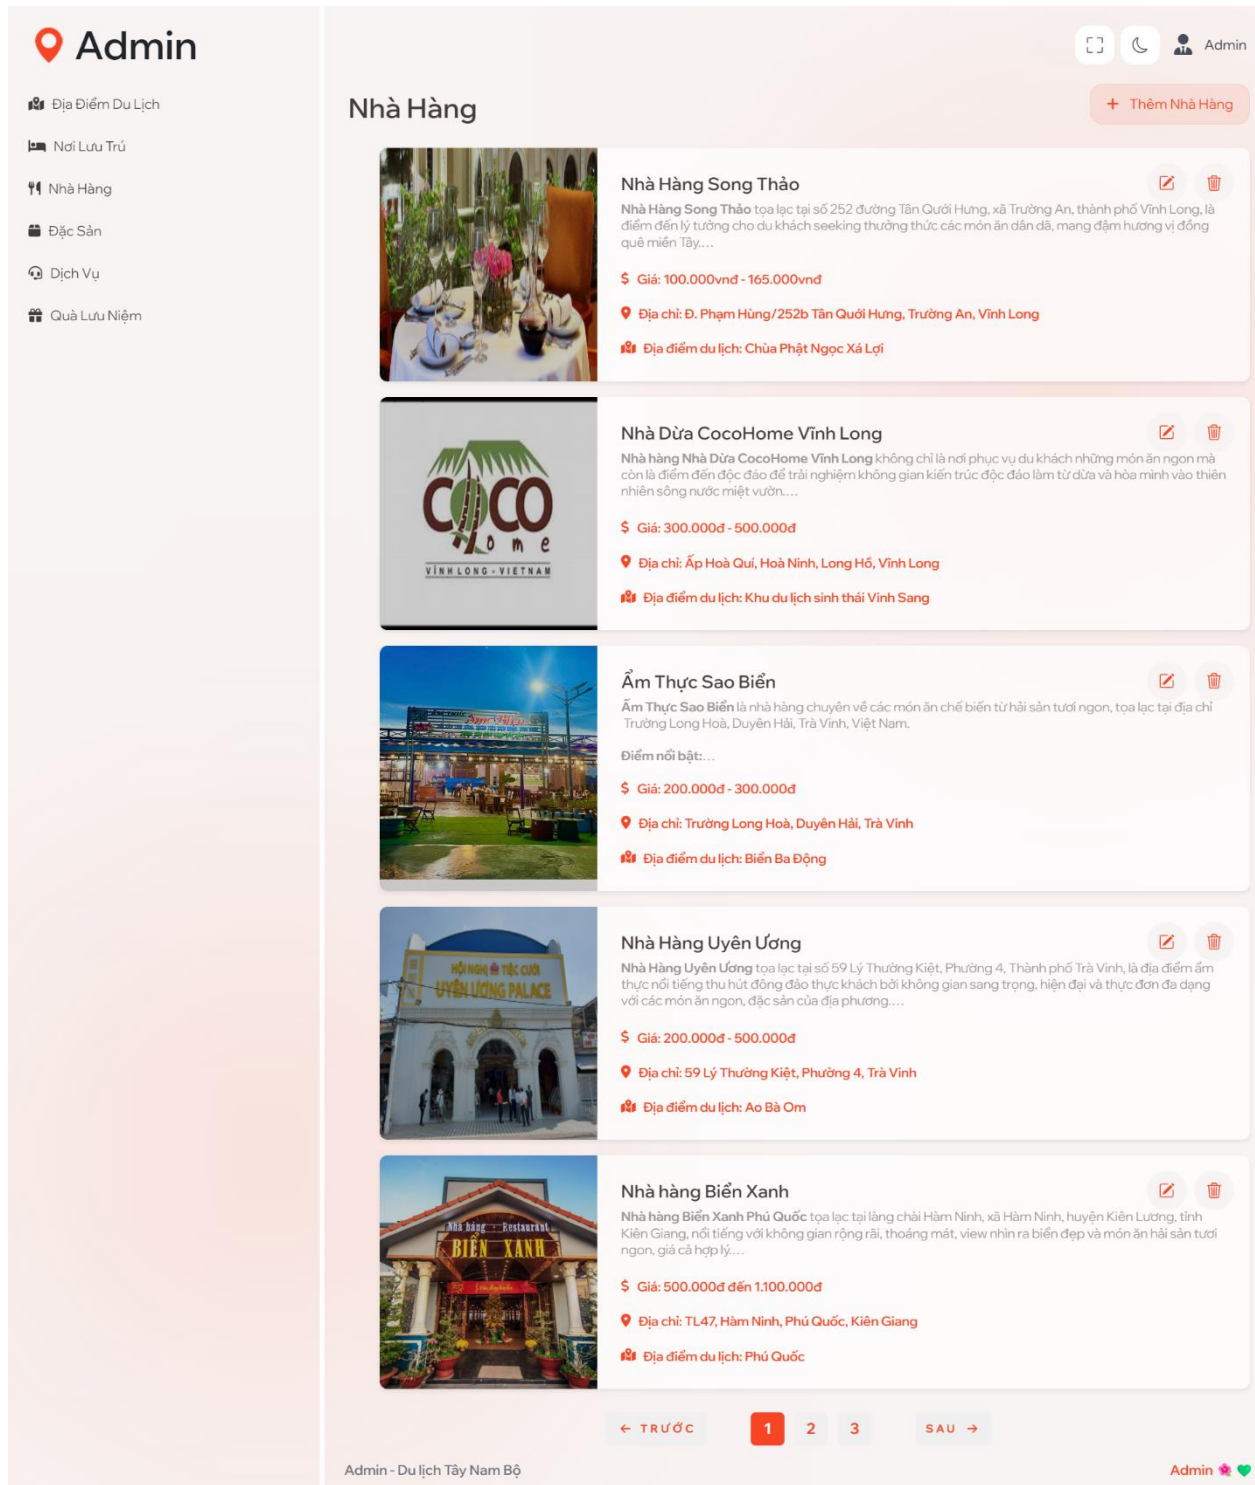 Admin
Admin
Địa Điểm Du Lịch
Nơi Lưu Trú
Nhà Hàng
Đặc Sản
Dịch Vụ
Quà Lưu Niệm
Nhà Hàng
+ Thêm Nhà Hàng
Nhà Hàng Song Thảo
Nhà Hàng Song Thảo tọa lạc tại số 252 đường Tân Quới Hưng, xã Trường An, thành phố Vĩnh Long, là
điểm đến lý tưởng cho du khách seeking thưởng thức các món ăn dân dã, mang đậm hương vị đồng
quê miền Tây....
Giá: 100.000vnđ - 165.000vnđ
Địa chỉ: Đ. Phạm Hùng/252b Tân Quới Hưng, Trường An, Vĩnh Long
Địa điểm du lịch: Chùa Phật Ngọc Xá Lợi
COCO
Home
VĨNH LONG - VIETNAM
Nhà Dừa CocoHome Vĩnh Long
Nhà hàng Nhà Dừa CocoHome Vĩnh Long không chỉ là nơi phục vụ du khách những món ăn ngon mà
còn là điểm đến độc đáo để trải nghiệm không gian kiến trúc độc đáo làm từ dừa và hòa mình vào thiên
nhiên sông nước miệt vườn....
Giá: 300.000đ - 500.000đ
Địa chỉ: Ấp Hoà Quí, Hoà Ninh, Long Hồ, Vĩnh Long
Địa điểm du lịch: Khu du lịch sinh thái Vinh Sang
Ẩm Thực Sao Biển
Ẩm Thực Sao Biển là nhà hàng chuyên về các món ăn chế biến từ hải sản tươi ngon, tọa lạc tại địa chỉ
Trường Long Hoà, Duyên Hải, Trà Vinh, Việt Nam.
Điểm nổi bật:...
Giá: 200.000đ - 300.000đ
Địa chỉ: Trường Long Hoà, Duyên Hải, Trà Vinh
Địa điểm du lịch: Biển Ba Động
HỘI NGHỊ TIỆC CƯỚI
UYÊN ƯƠNG PALACE
Nhà Hàng Uyên Ương
Nhà Hàng Uyên Ương tọa lạc tại số 59 Lý Thường Kiệt, Phường 4, Thành phố Trà Vinh, là địa điểm ẩm
thực nổi tiếng thu hút đông đảo thực khách bởi không gian sang trọng, hiện đại và thực đơn đa dạng
với các món ăn ngon, đặc sản của địa phương....
Giá: 200.000đ - 500.000đ
Địa chỉ: 59 Lý Thường Kiệt, Phường 4, Trà Vinh
Địa điểm du lịch: Ao Bà Om
Nhà hàng - Restaurant
BIỂN XANH
Nhà hàng Biển Xanh
Nhà hàng Biển Xanh Phú Quốc tọa lạc tại làng chài Hàm Ninh, xã Hàm Ninh, huyện Kiên Lương, tỉnh
Kiên Giang, nổi tiếng với không gian rộng rãi, thoáng mát, view nhìn ra biển đẹp và món ăn hải sản tươi
ngon, giá cả hợp lý....
Giá: 500.000đ đến 1.100.000đ
Địa chỉ: TL47, Hàm Ninh, Phú Quốc, Kiên Giang
Địa điểm du lịch: Phú Quốc
← TRƯỚC 1 2 3 SAU →
Admin - Du lịch Tây Nam Bộ
Admin